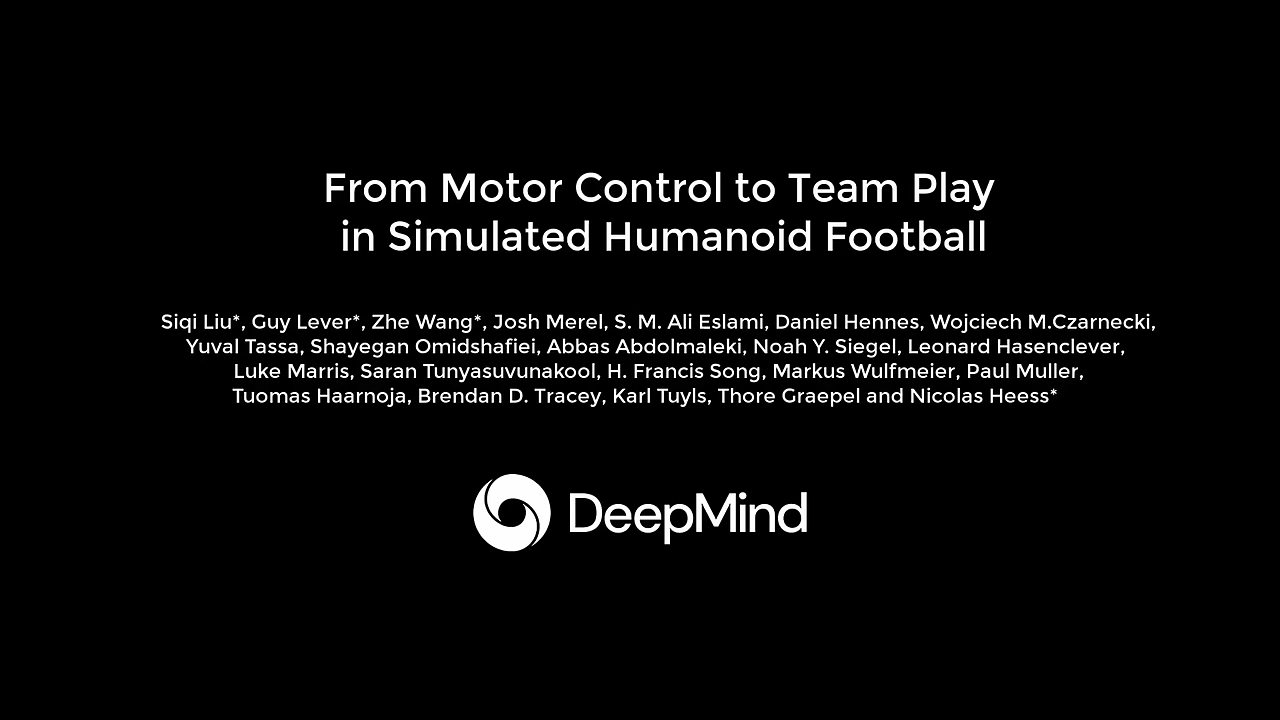 From Motor Control to Team Play
in Simulated Humanoid Football
Siqi Liu*, Guy Lever*, Zhe Wang*, Josh Merel, S. M. Ali Eslami, Daniel Hennes, Wojciech M.Czarnecki,
Yuval Tassa, Shayegan Omidshafiei, Abbas Abdolmaleki, Noah Y. Siegel, Leonard Hasenclever,
Luke Marris, Saran Tunyasuvunakool, H. Francis Song, Markus Wulfmeier, Paul Muller,
Tuomas Haarnoja, Brendan D. Tracey, Karl Tuyls, Thore Graepel and Nicolas Heess*
DeepMind